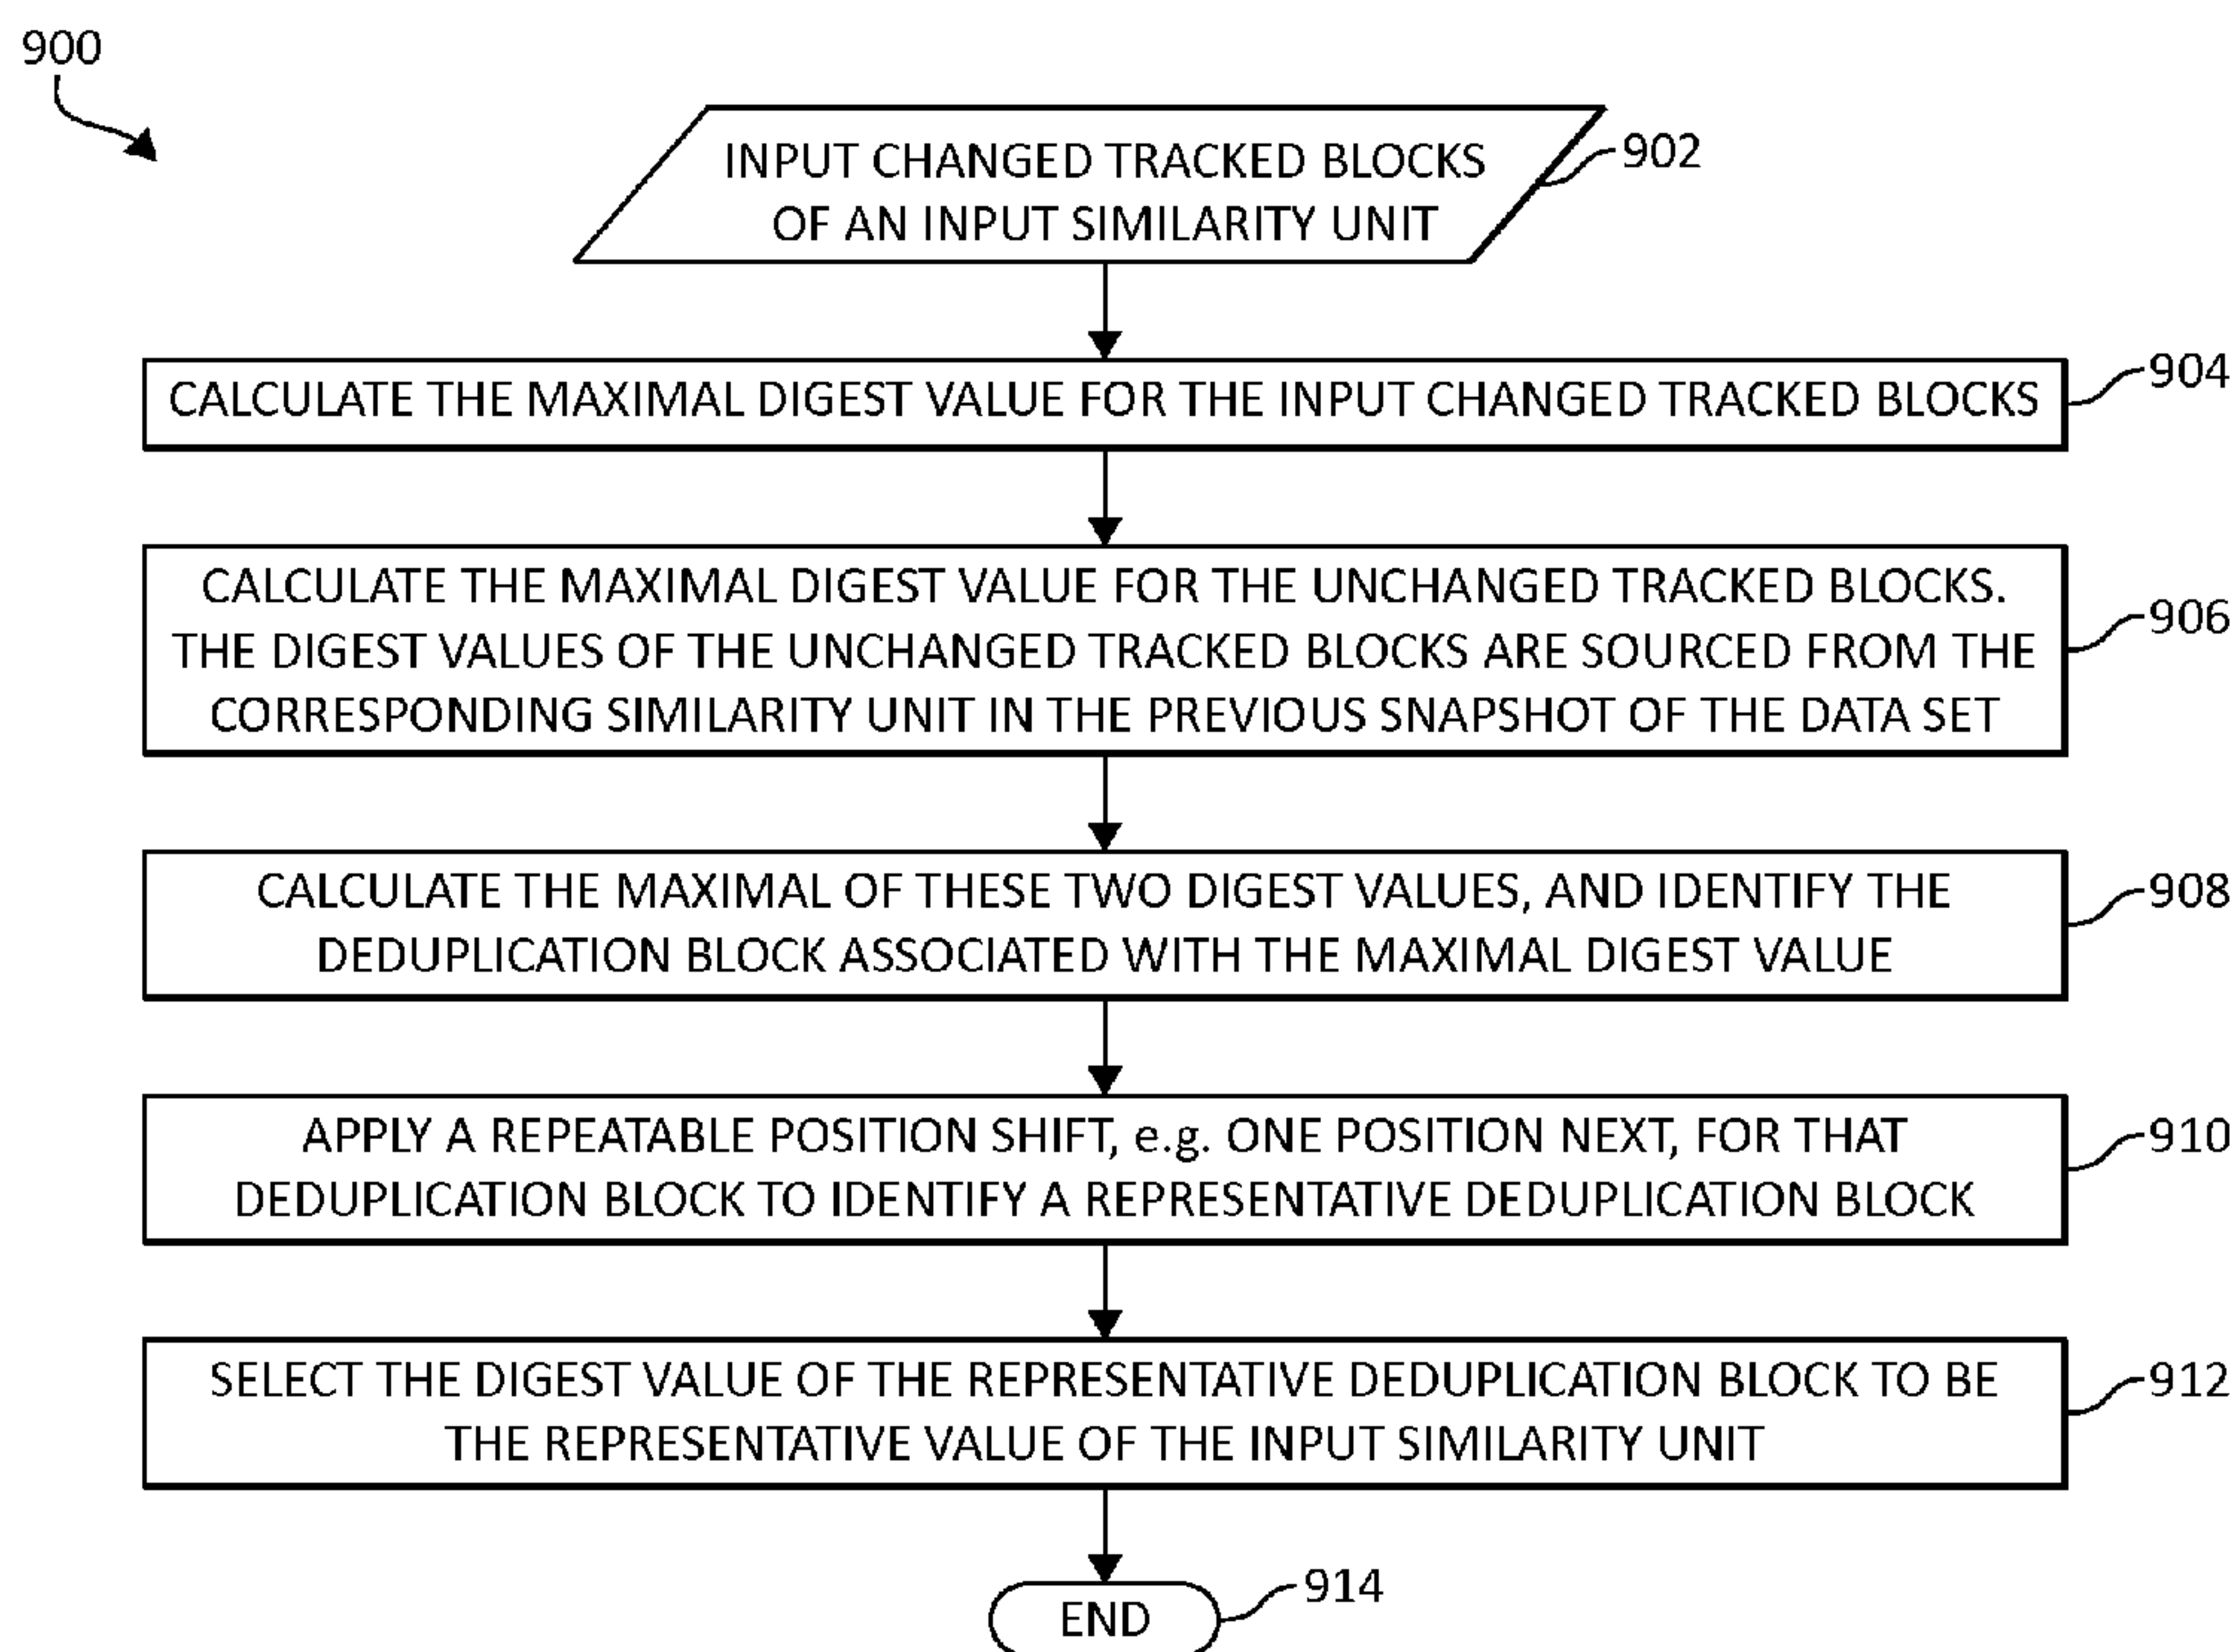 900
INPUT CHANGED TRACKED BLOCKS
OF AN INPUT SIMILARITY UNIT
902
CALCULATE THE MAXIMAL DIGEST VALUE FOR THE INPUT CHANGED TRACKED BLOCKS
904
CALCULATE THE MAXIMAL DIGEST VALUE FOR THE UNCHANGED TRACKED BLOCKS.
THE DIGEST VALUES OF THE UNCHANGED TRACKED BLOCKS ARE SOURCED FROM THE
CORRESPONDING SIMILARITY UNIT IN THE PREVIOUS SNAPSHOT OF THE DATA SET
906
CALCULATE THE MAXIMAL OF THESE TWO DIGEST VALUES, AND IDENTIFY THE
DEDUPLICATION BLOCK ASSOCIATED WITH THE MAXIMAL DIGEST VALUE
908
APPLY A REPEATABLE POSITION SHIFT, e.g. ONE POSITION NEXT, FOR THAT
DEDUPLICATION BLOCK TO IDENTIFY A REPRESENTATIVE DEDUPLICATION BLOCK
910
SELECT THE DIGEST VALUE OF THE REPRESENTATIVE DEDUPLICATION BLOCK TO BE
THE REPRESENTATIVE VALUE OF THE INPUT SIMILARITY UNIT
912
END
914